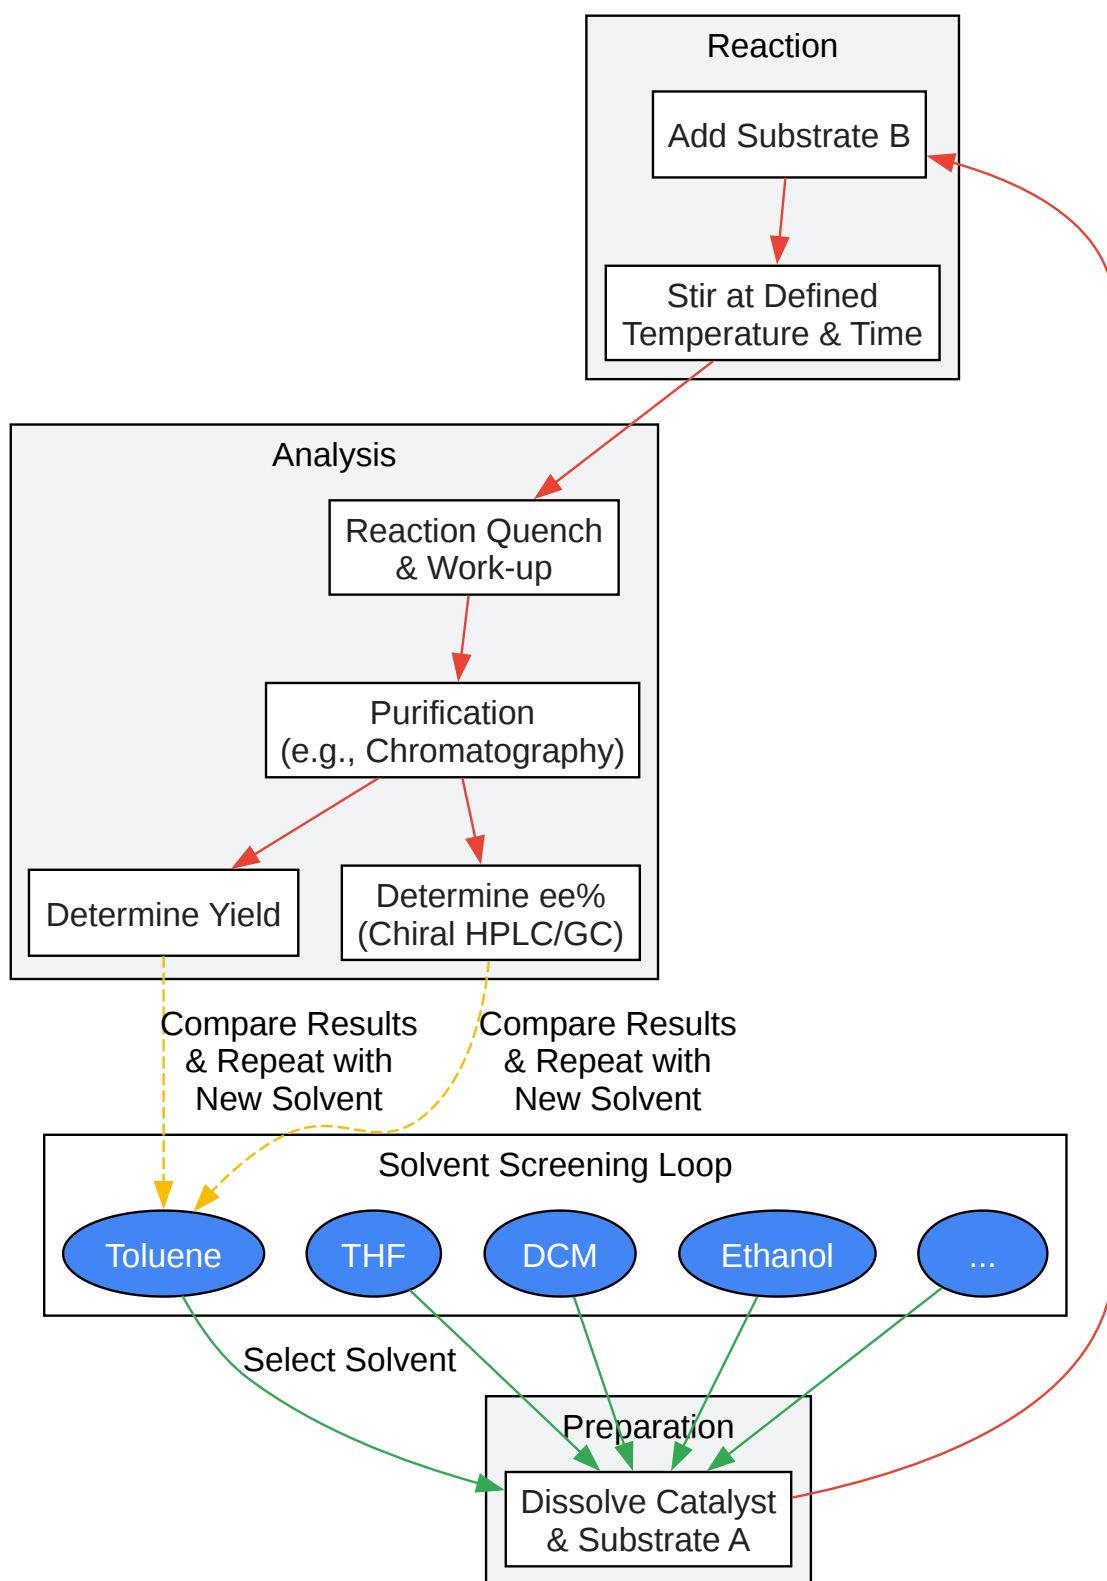 Reaction
Add Substrate B
Stir at Defined
Temperature & Time
Analysis
Reaction Quench
& Work-up
Purification
(e.g., Chromatography)
Determine Yield
Determine ee%
(Chiral HPLC/GC)
Compare Results
& Repeat with
New Solvent
Compare Results
& Repeat with
New Solvent
Solvent Screening Loop
Toluene
THF
DCM
Ethanol
...
Select Solvent
Preparation
Dissolve Catalyst
& Substrate A